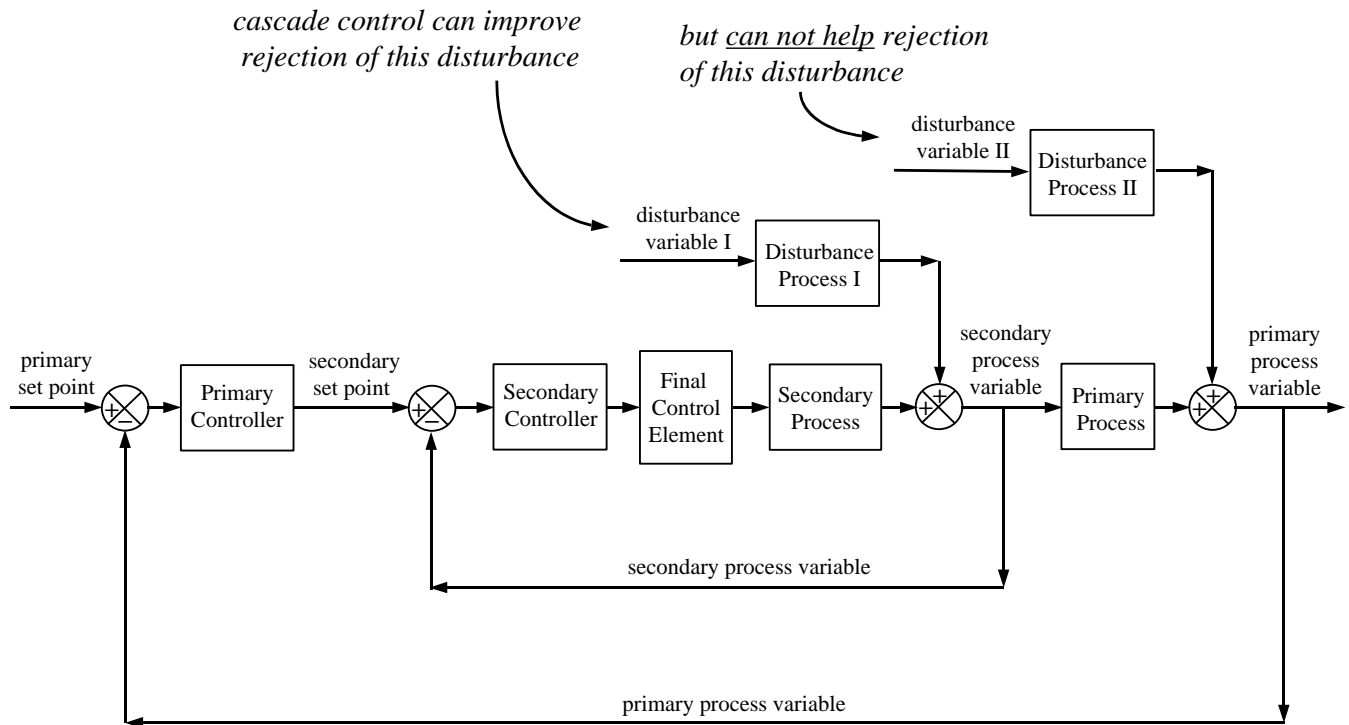 cascade control can improve
rejection of this disturbance
but can not help rejection
of this disturbance
disturbance
variable II
Disturbance
Process II
disturbance
variable I
Disturbance
Process I
primary
set point
+
−
Primary
Controller
secondary
set point
+
−
Secondary
Controller
Final
Control
Element
Secondary
Process
+
+
secondary
process
variable
Primary
Process
+
+
primary
process
variable
secondary process variable
primary process variable